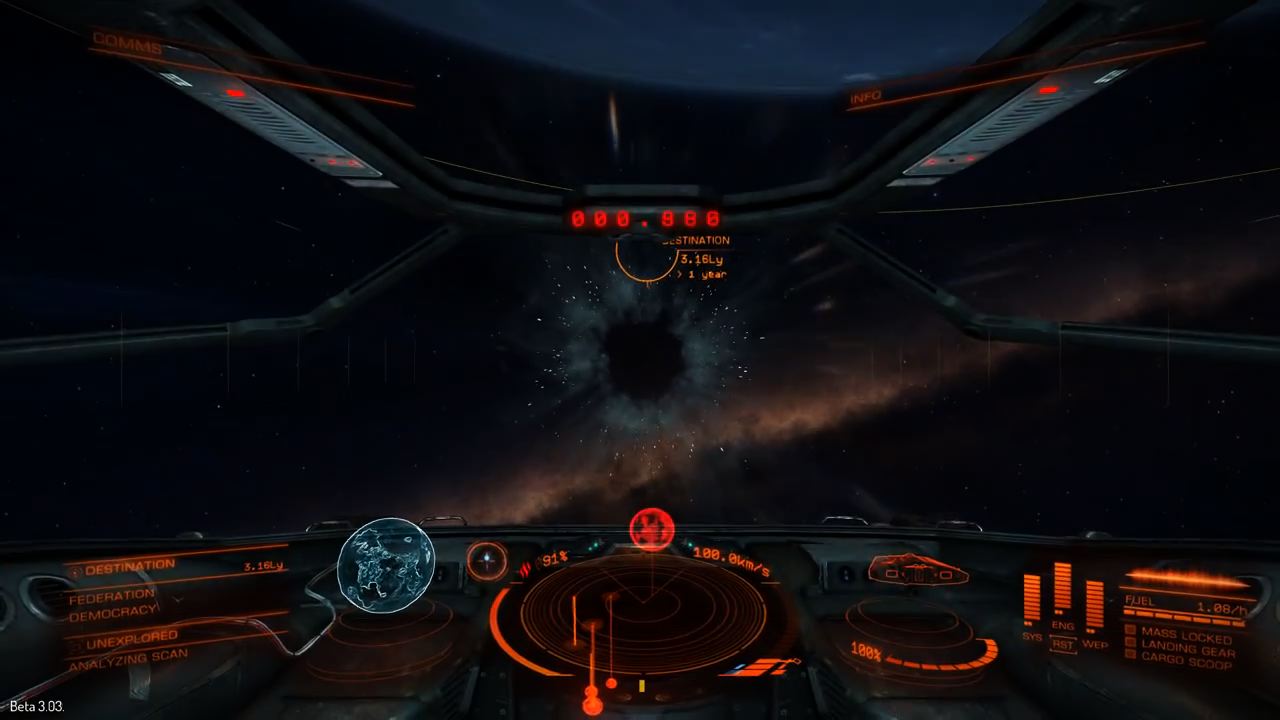 COMMS
INFO
000.986
DESTINATION
3.16Ly
> 1 year
91%
100.0km/s
DESTINATION
3.16Ly
FEDERATION
DEMOCRACY
UNEXPLORED
ANALYZING SCAN
100%
SYS
ENG
RST
WEP
FUEL
1.08/h
MASS LOCKED
LANDING GEAR
CARGO SCOOP
Beta 3.03.